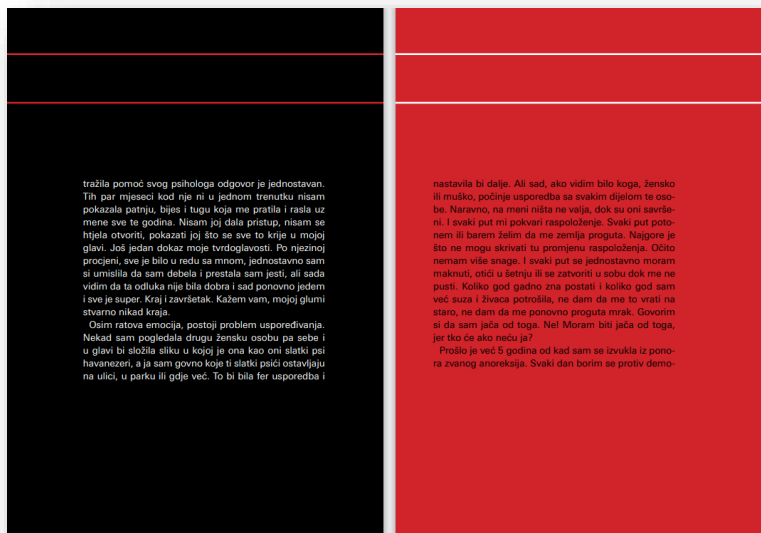 tražila pomoć svog psihologa odgovor je jednostavan.
Tih par mjeseci kod nje ni u jednom trenutku nisam
pokazala patnju, bijes i tugu koja me pratila i rasla uz
mene sve te godina. Nisam joj dala pristup, nisam se
htjela otvoriti, pokazati joj što se sve to krije u mojoj
glavi. Još jedan dokaz moje tvrdoglavosti. Po njezinoj
procjeni, sve je bilo u redu sa mnom, jednostavno sam
si umislila da sam debela i prestala sam jesti, ali sada
vidim da ta odluka nije bila dobra i sad ponovno jedem
i sve je super. Kraj i završetak. Kažem vam, mojoj glumi
stvarno nikad kraja.
Osim ratova emocija, postoji problem uspoređivanja.
Nekad sam pogledala drugu žensku osobu pa sebe i
u glavi bi složila sliku u kojoj je ona kao oni slatki psi
havanezeri, a ja sam govno koje ti slatki psići ostavljaju
na ulici, u parku ili gdje već. To bi bila fer usporedba i
nastavila bi dalje. Ali sad, ako vidim bilo koga, žensko
ili muško, počinje usporedba sa svakim dijelom te oso-
be. Naravno, na meni ništa ne valja, dok su oni savrše-
ni. I svaki put mi pokvari raspoloženje. Svaki put poto-
nem ili barem želim da me zemlja proguta. Najgore je
što ne mogu skrivati tu promjenu raspoloženja. Očito
nemam više snage. I svaki put se jednostavno moram
maknuti, otići u šetnju ili se zatvoriti u sobu dok me ne
pusti. Koliko god gadno zna postati i koliko god sam
već suza i živaca potrošila, ne dam da me to vrati na
staro, ne dam da me ponovno proguta mrak. Govorim
si da sam jača od toga. Ne! Moram biti jača od toga,
jer tko će ako neću ja?
Prošlo je već 5 godina od kad sam se izvukla iz pono-
ra zvanog anoreksija. Svaki dan borim se protiv demo-